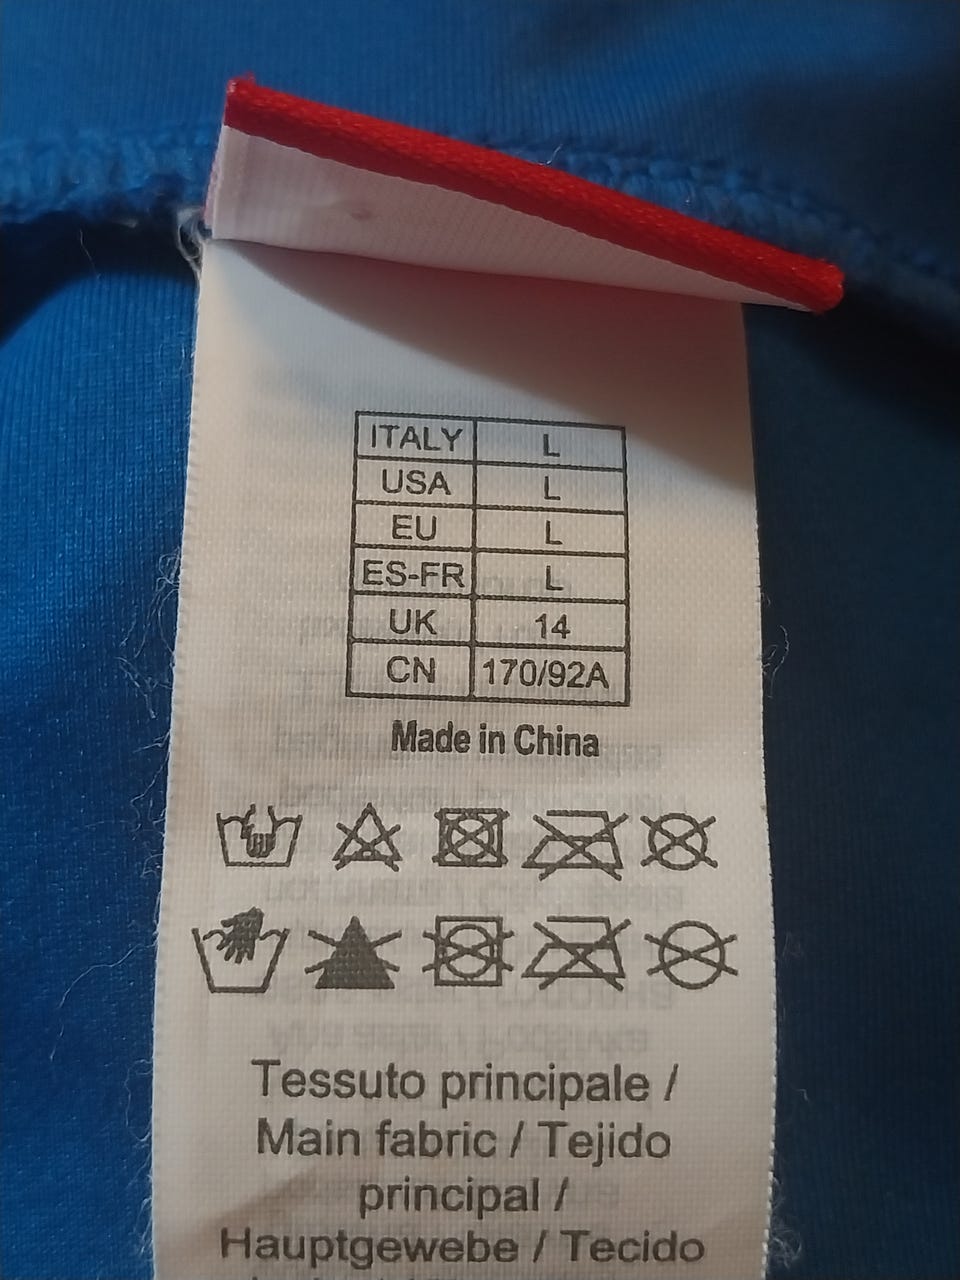 ITALY L
USA L
EU L
ES-FR L
UK 14
CN 170/92A
Made in China
Tessuto principale /
Main fabric / Tejido
principal /
Hauptgewebe / Tecido